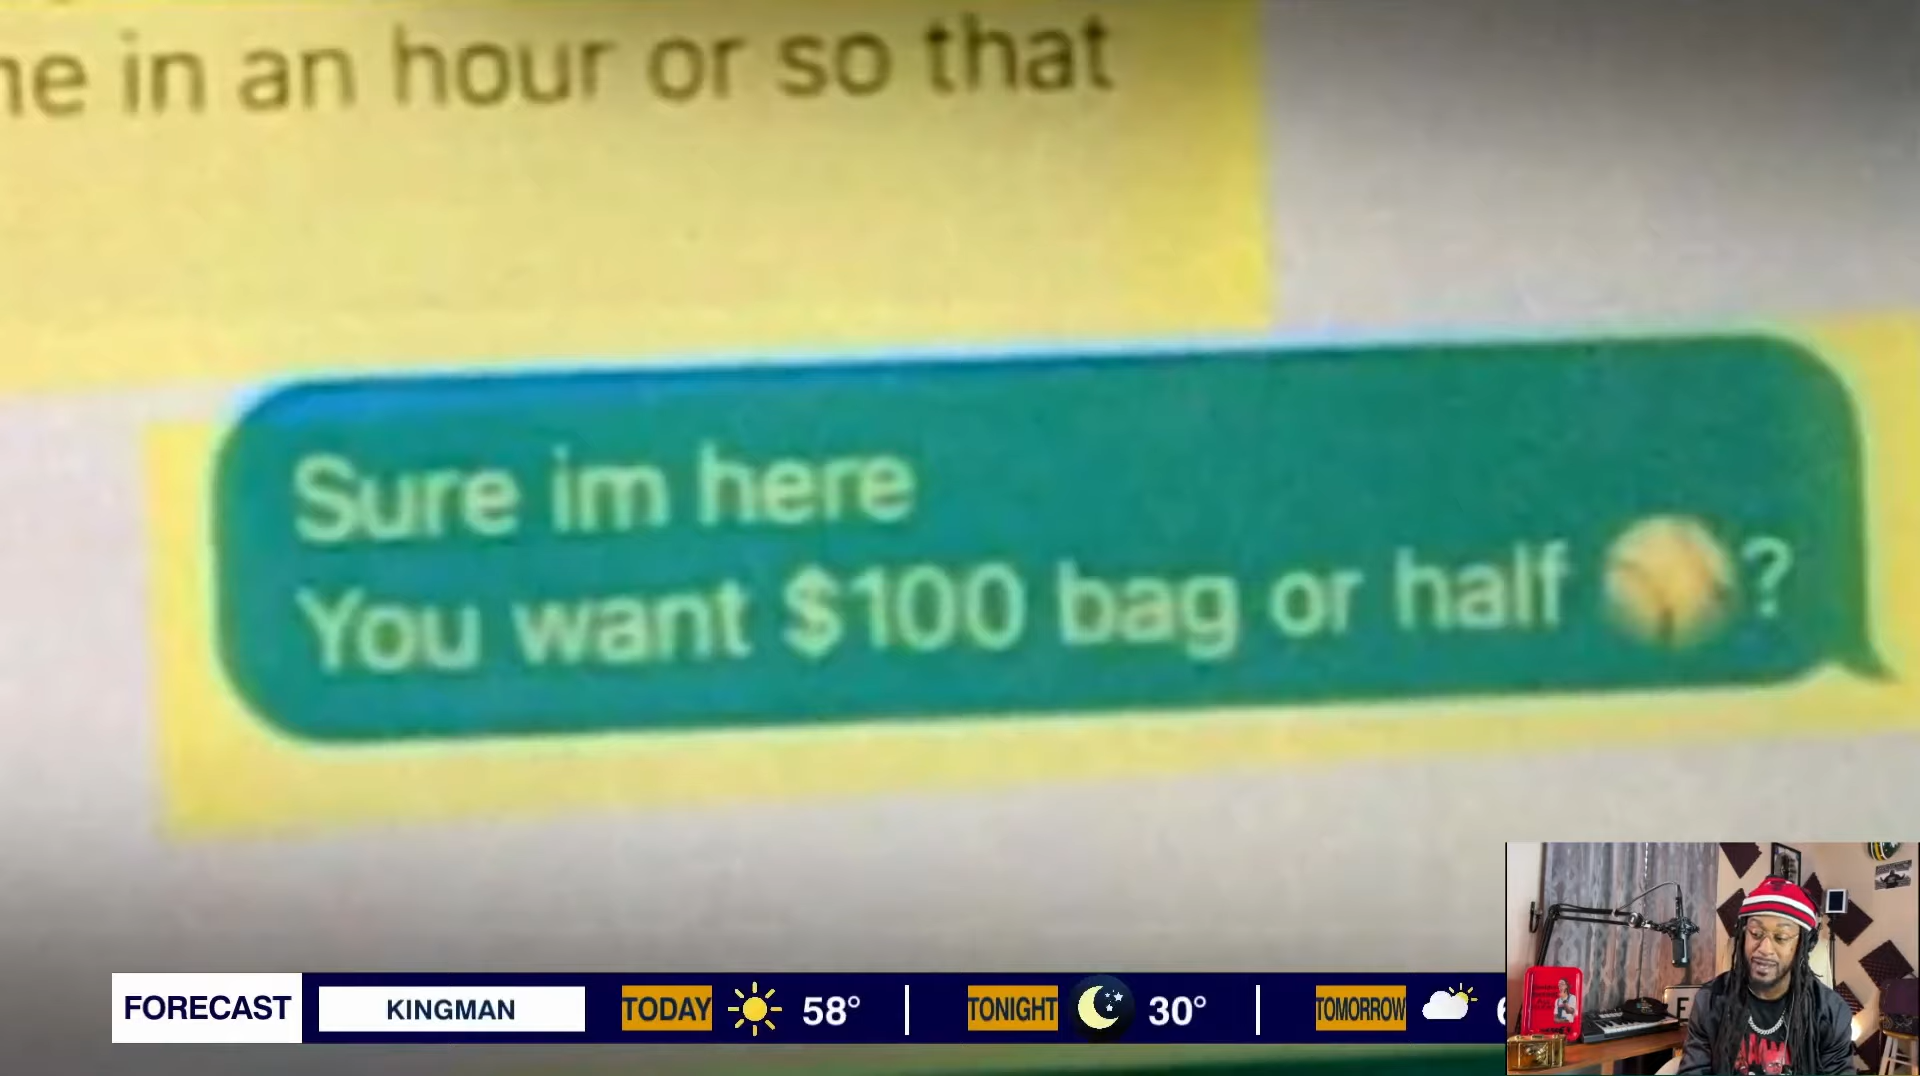 in an hour or so that
Sure im here
You want $100 bag or half ⚾?
FORECAST
KINGMAN
TODAY
58°
TONIGHT
30°
TOMORROW